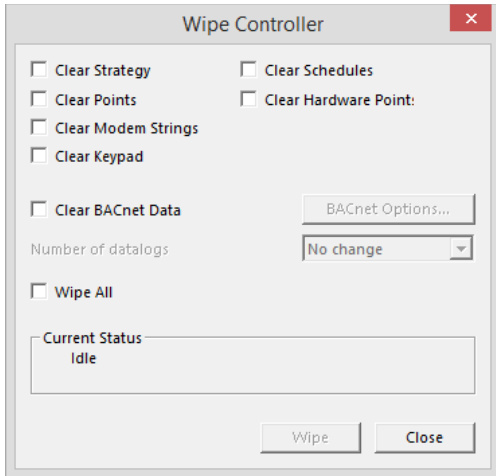 Wipe Controller
Clear Strategy
Clear Schedules
Clear Points
Clear Hardware Point:
Clear Modem Strings
Clear Keypad
Clear BACnet Data
BACnet Options...
Number of datalogs
No change
Wipe All
Current Status
Idle
Wipe
Close